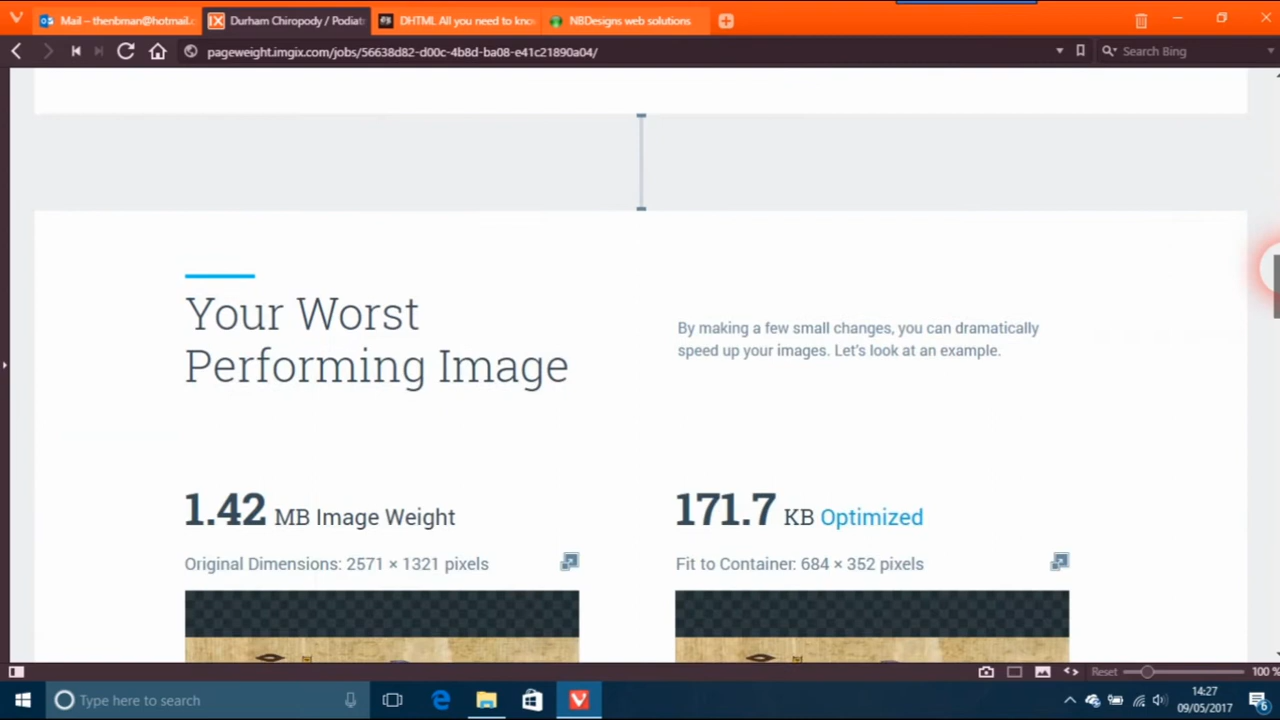 Mail – thenbman@hotmail.c
Durham Chiropody / Podiat
DHTML All you need to kno
NBDesigns web solutions
pageweight.imgix.com/jobs/56638d82-d00c-4b8d-ba08-e41c21890a04/
Search Bing
Your Worst
Performing Image
By making a few small changes, you can dramatically
speed up your images. Let's look at an example.
1.42 MB Image Weight
171.7 KB Optimized
Original Dimensions: 2571 × 1321 pixels
Fit to Container: 684 × 352 pixels
Reset
100 %
Type here to search
14:27
09/05/2017
6